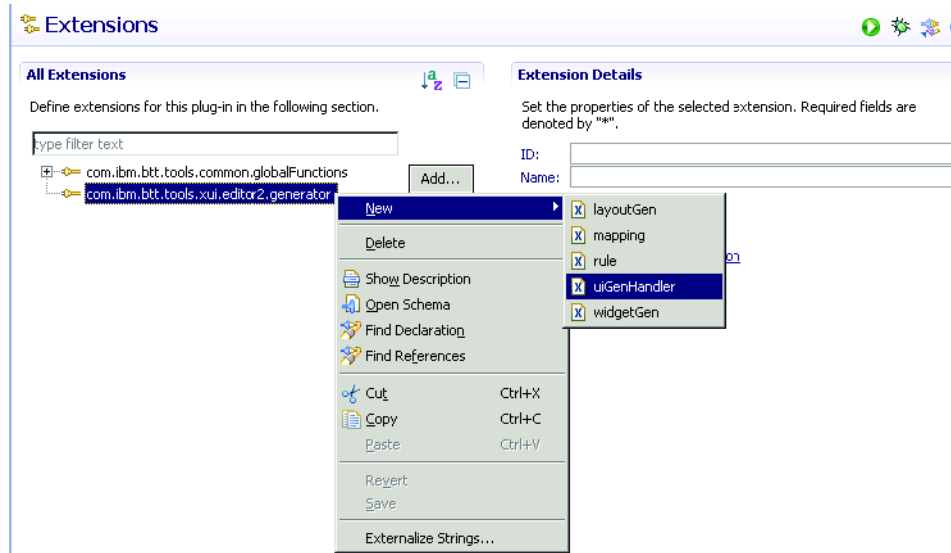 Extensions
All Extensions
Define extensions for this plug-in in the following section.
type filter text
com.ibm.btt.tools.common.globalFunctions
com.ibm.btt.tools.xui.editor2.generator
Add...
Extension Details
Set the properties of the selected extension. Required fields are
denoted by "*".
ID:
Name:
New
Delete
Show Description
Open Schema
Find Declaration
Find References
Cut Ctrl+X
Copy Ctrl+C
Paste Ctrl+V
Revert
Save
Externalize Strings...
layoutGen
mapping
rule
uiGenHandler
widgetGen
on